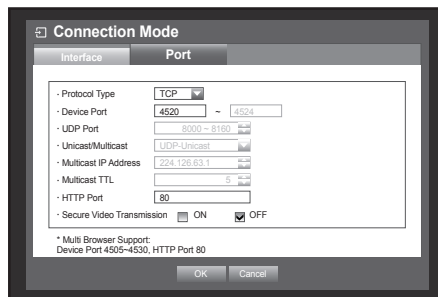 Connection Mode
Interface Port
· Protocol Type TCP
· Device Port 4520 ~ 4524
· UDP Port 8000 ~ 8160
· Unicast/Multicast UDP-Unicast
· Multicast IP Address 224.126.63.1
· Multicast TTL 5
· HTTP Port 80
· Secure Video Transmission ON OFF
* Multi Browser Support:
Device Port 4505~4530, HTTP Port 80
OK Cancel